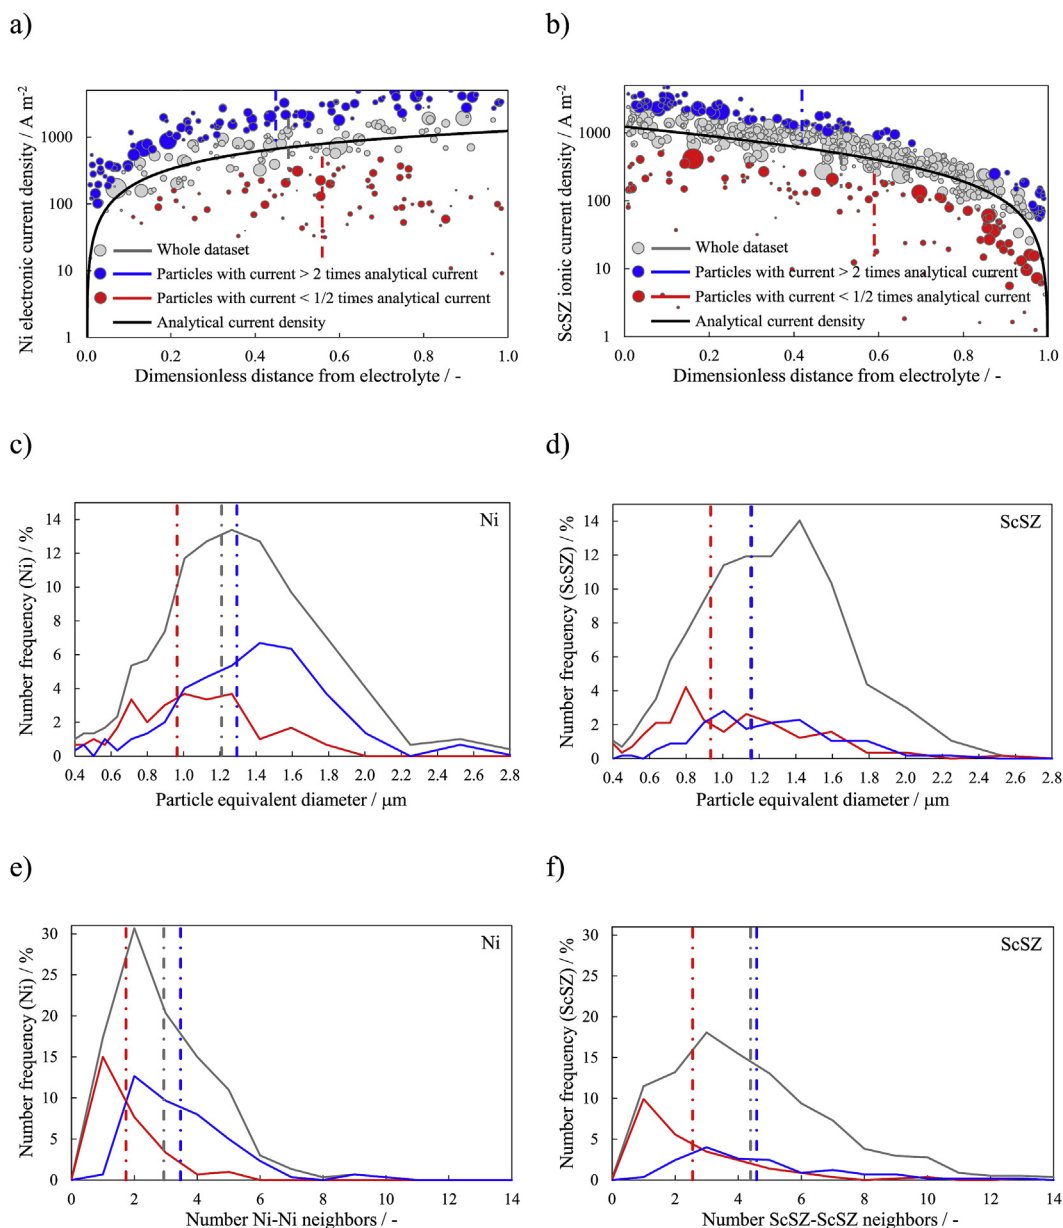 a)
b)
Ni electronic current density / A m⁻²
1000
100
10
1
Whole dataset
Particles with current > 2 times analytical current
Particles with current < 1/2 times analytical current
Analytical current density
0.0 0.2 0.4 0.6 0.8 1.0
Dimensionless distance from electrolyte / -
ScSZ ionic current density / A m⁻²
1000
100
10
1
Whole dataset
Particles with current > 2 times analytical current
Particles with current < 1/2 times analytical current
Analytical current density
0.0 0.2 0.4 0.6 0.8 1.0
Dimensionless distance from electrolyte / -
c)
d)
Number frequency (Ni) / %
14
12
10
8
6
4
2
0
Ni
0.4 0.6 0.8 1.0 1.2 1.4 1.6 1.8 2.0 2.2 2.4 2.6 2.8
Particle equivalent diameter / μm
Number frequency (ScSZ) / %
14
12
10
8
6
4
2
0
ScSZ
0.4 0.6 0.8 1.0 1.2 1.4 1.6 1.8 2.0 2.2 2.4 2.6 2.8
Particle equivalent diameter / μm
e)
f)
Number frequency (Ni) / %
30
25
20
15
10
5
0
Ni
0 2 4 6 8 10 12 14
Number Ni-Ni neighbors / -
Number frequency (ScSZ) / %
30
25
20
15
10
5
0
ScSZ
0 2 4 6 8 10 12 14
Number ScSZ-ScSZ neighbors / -